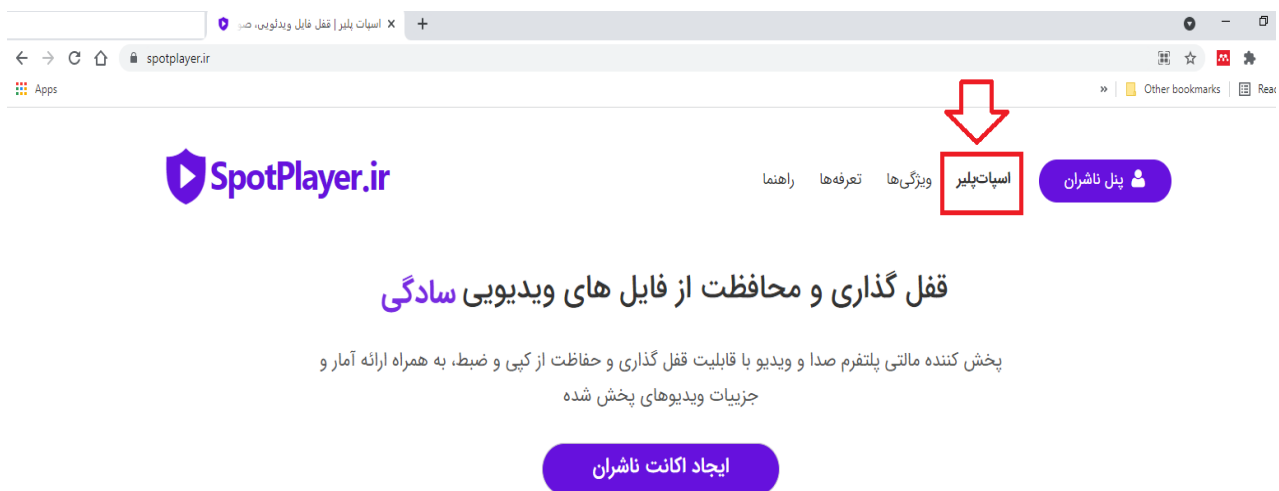 اسپات پلیر | قفل فایل ویدئویی، صو
spotplayer.ir
Apps
» Other bookmarks
SpotPlayer.ir
پنل ناشران اسپات‌پلیر ویژگی‌ها تعرفه‌ها راهنما
قفل گذاری و محافظت از فایل های ویدیویی سادگی
پخش کننده مالتی پلتفرم صدا و ویدیو با قابلیت قفل گذاری و حفاظت از کپی و ضبط، به همراه ارائه آمار و
جزییات ویدیوهای پخش شده
ایجاد اکانت ناشران